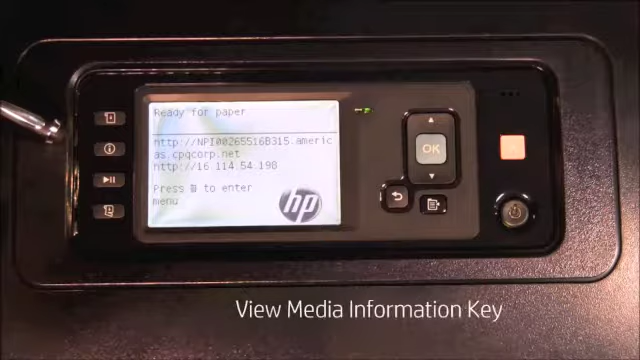 Ready for paper
http://NPI00265516B315.americ
as.cpqcorp.net
http://16.114.54.198
Press to enter
menu
hp
OK
View Media Information Key